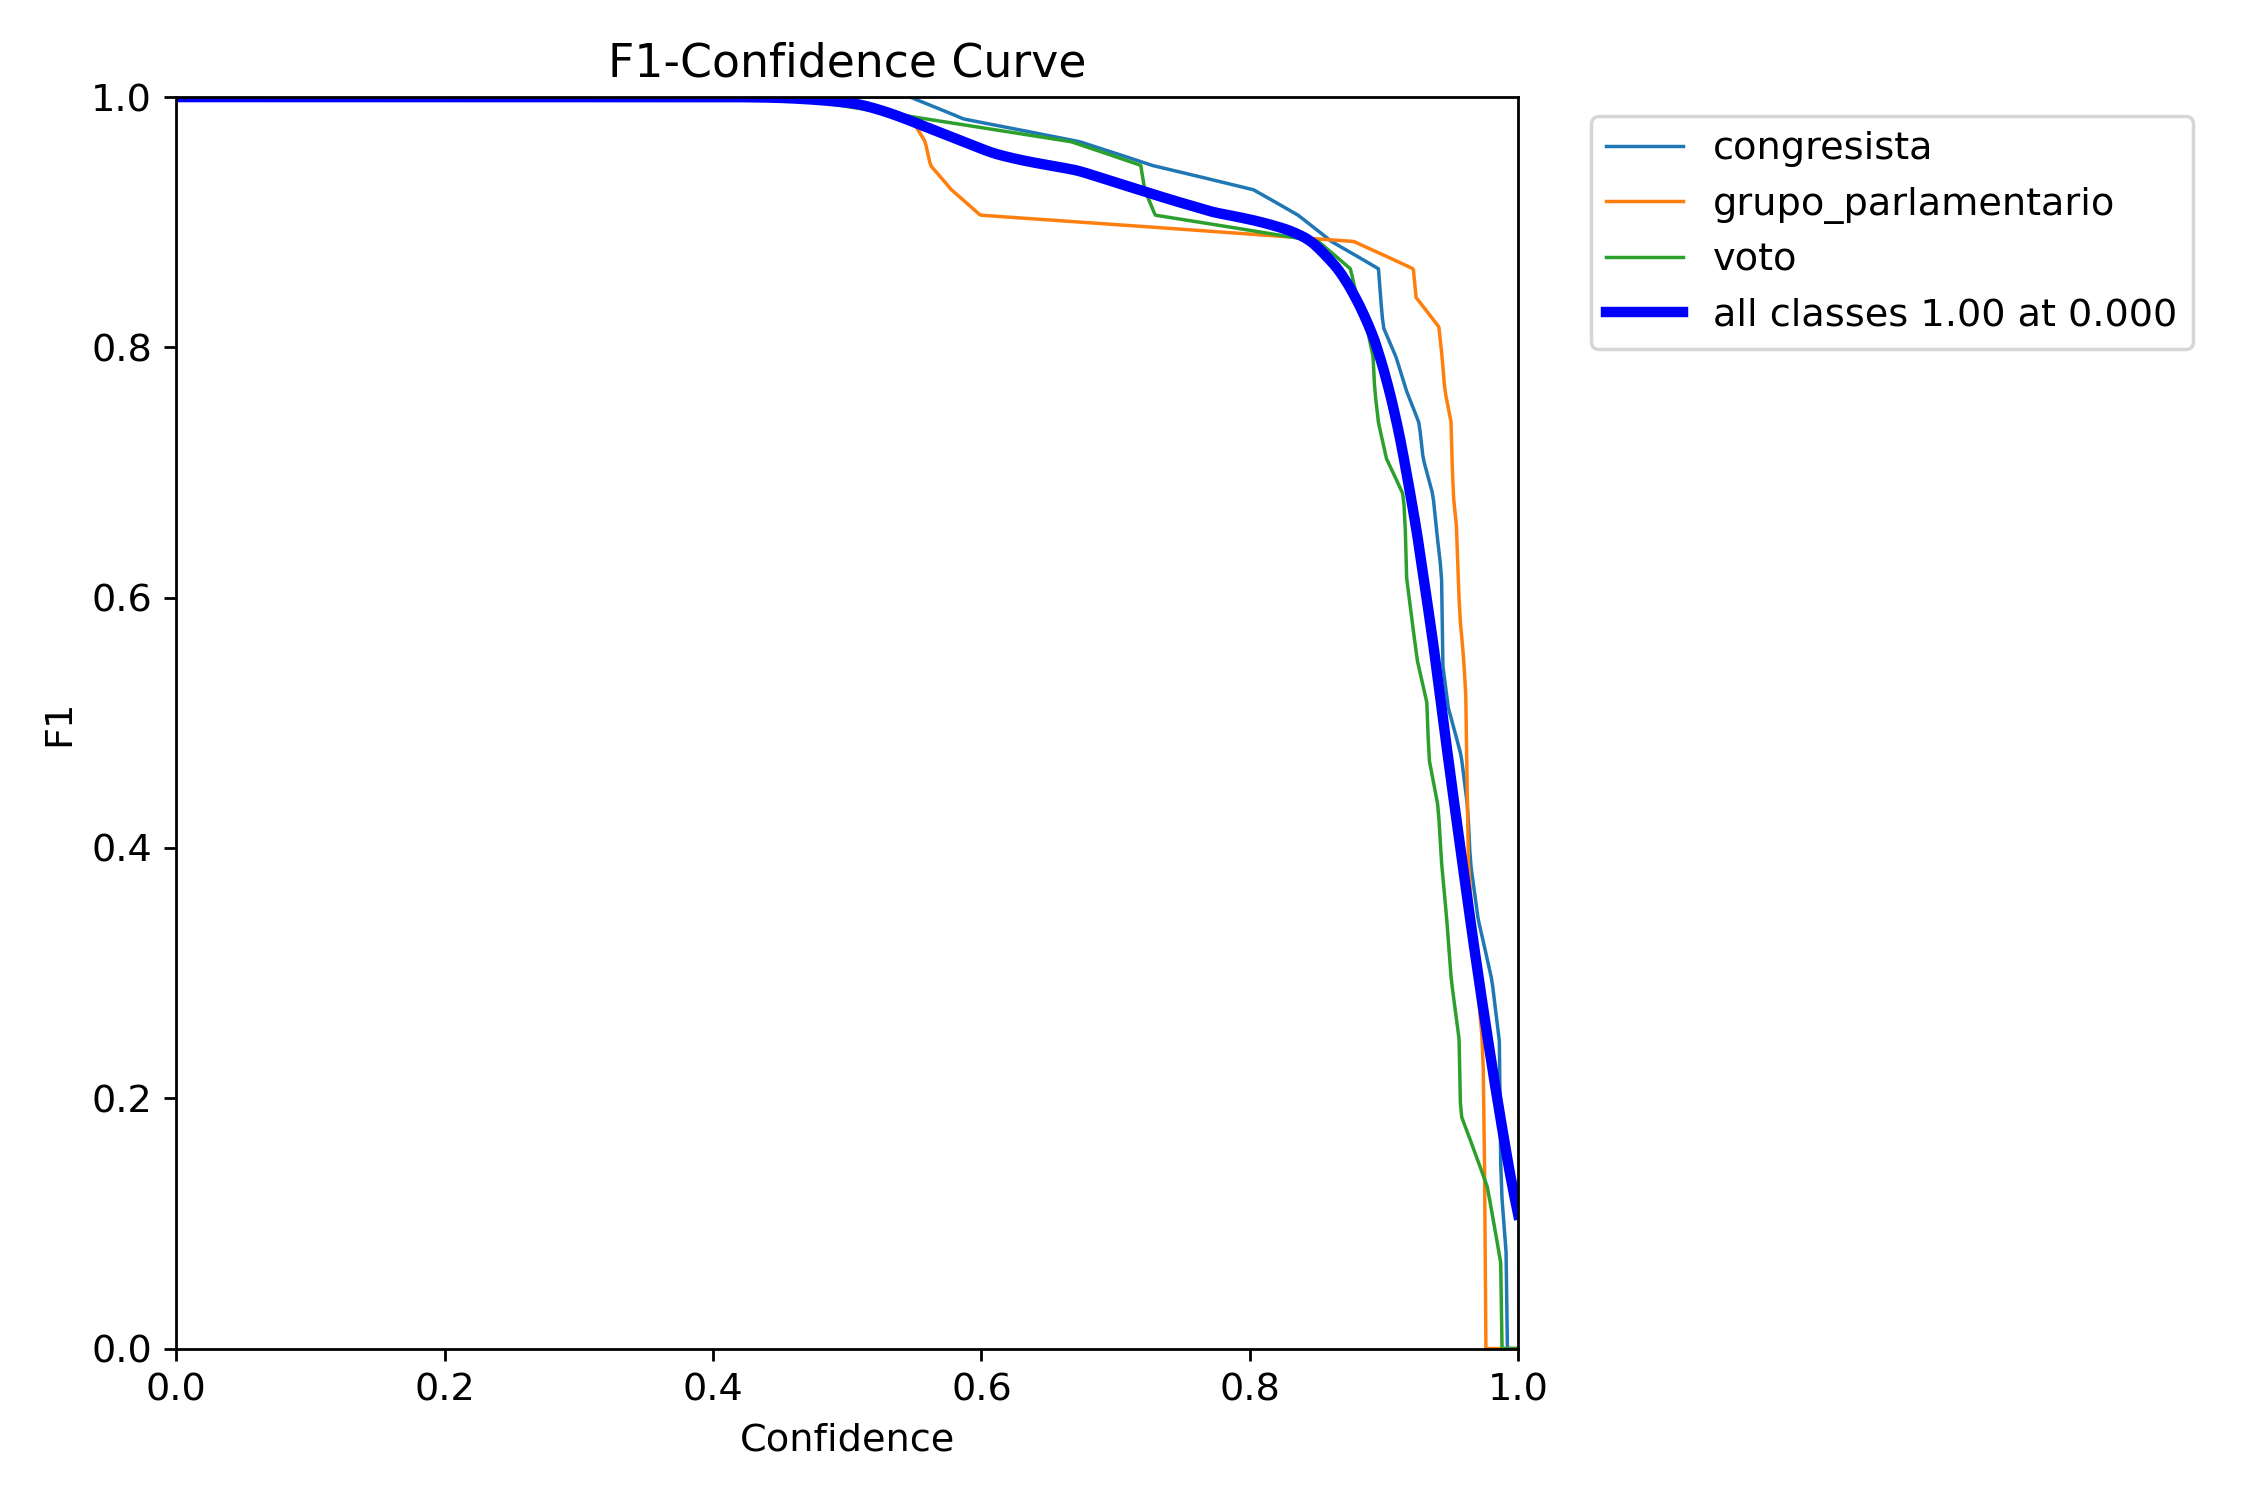 F1-Confidence Curve
1.0
0.8
0.6
0.4
0.2
0.0
F1
0.0 0.2 0.4 0.6 0.8 1.0
Confidence
congresista
grupo_parlamentario
voto
all classes 1.00 at 0.000